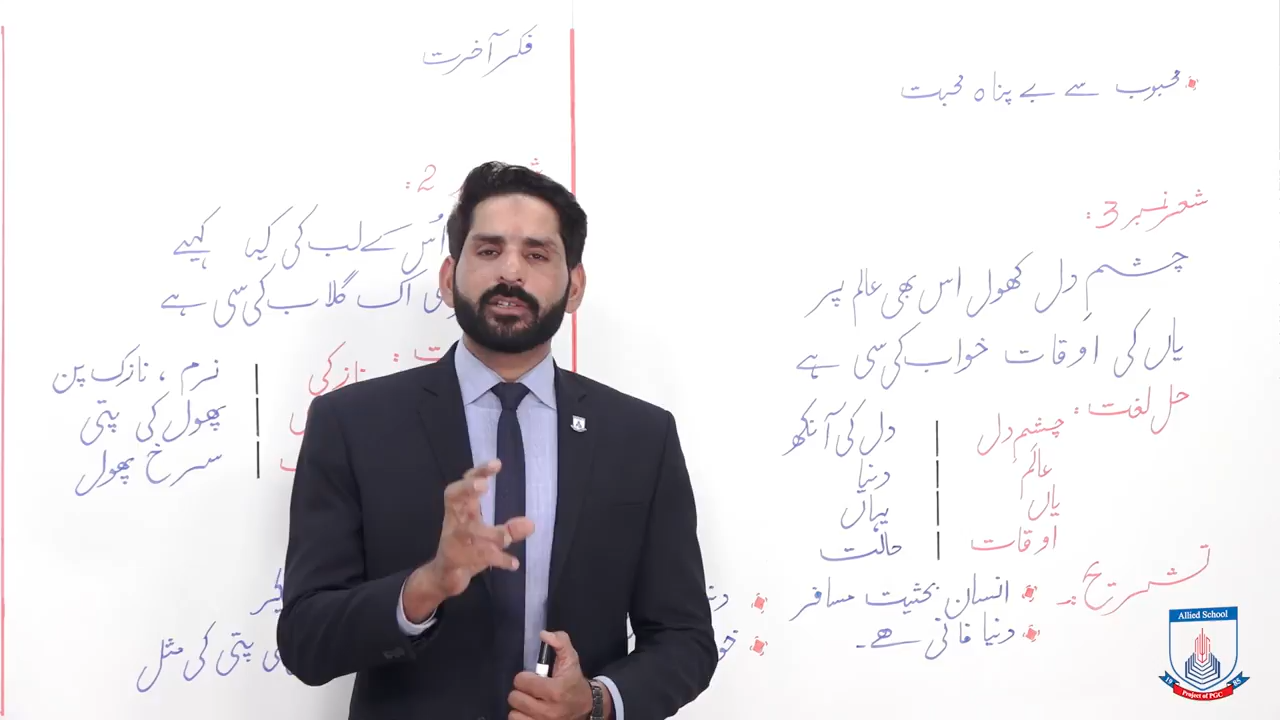 محبوب سے بے پناہ محبت
شعر نمبر 3:
چشمِ دل کھول اس بھی عالم پر
یاں کی اوقات خواب کی سی ہے
حل لغت:
چشمِ دل | دل کی آنکھ
عالَم | دنیا
یاں | یہاں
اوقات | حالت
تشریح:۔
انسان بحثیت مسافر
دنیا فانی ہے۔
فکر آخرت
2:
اُس کے لب کی کیا کہیے
اک گلاب کی سی ہے
نازکی | نرم ، نازک پن
پھول کی پتی
سرخ پھول
پتی کی مثل
Allied School
19 85
Project of PGC